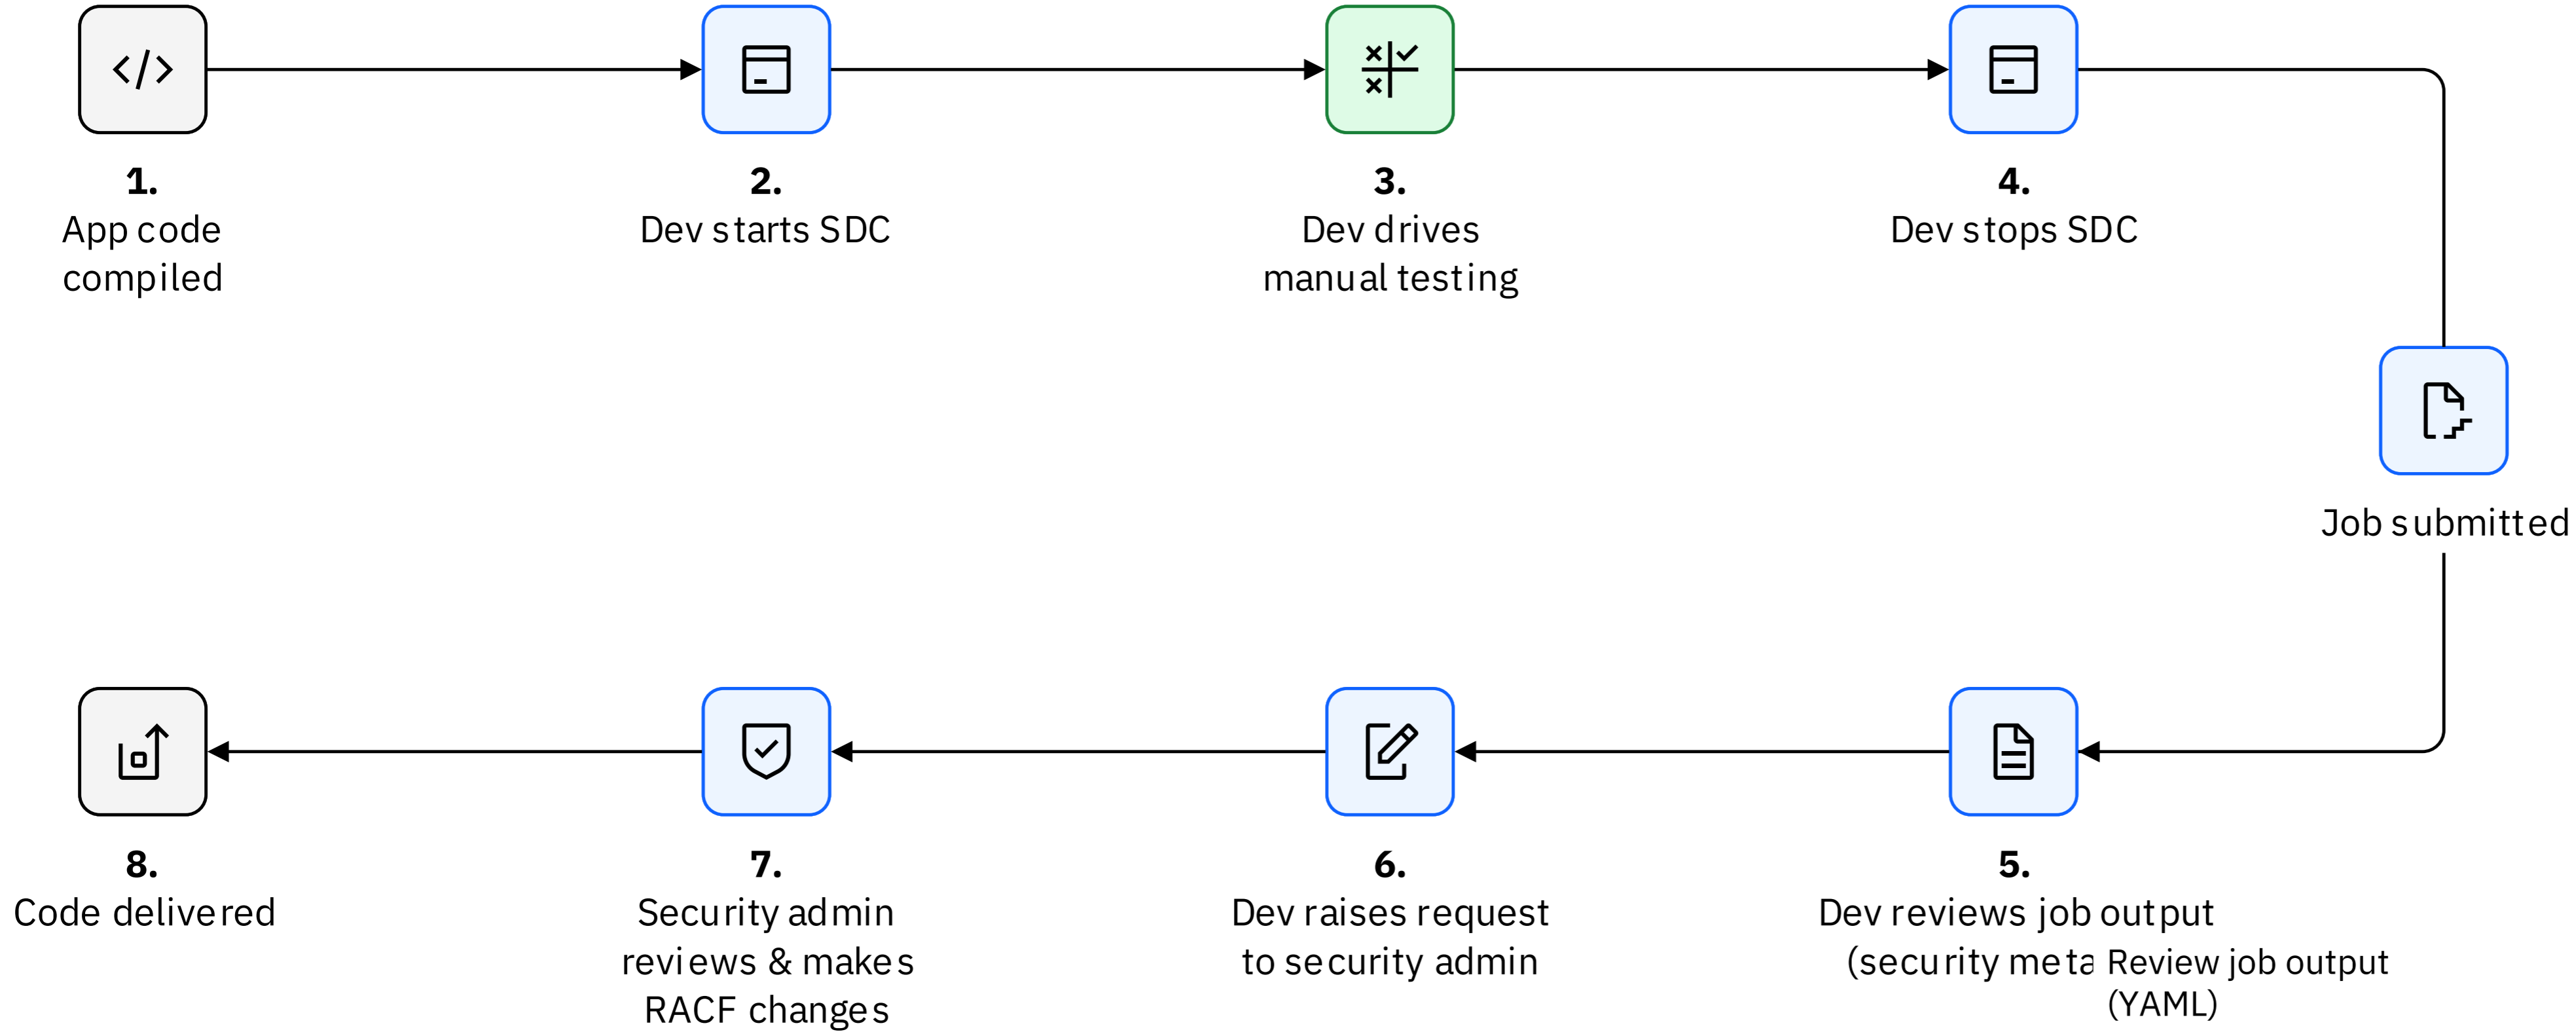 1.
App code
compiled
2.
Dev starts SDC
3.
Dev drives
manual testing
4.
Dev stops SDC
Job submitted
8.
Code delivered
7.
Security admin
reviews & makes
RACF changes
6.
Dev raises request
to security admin
5.
Dev reviews job output
(security meta
Review job output
(YAML)